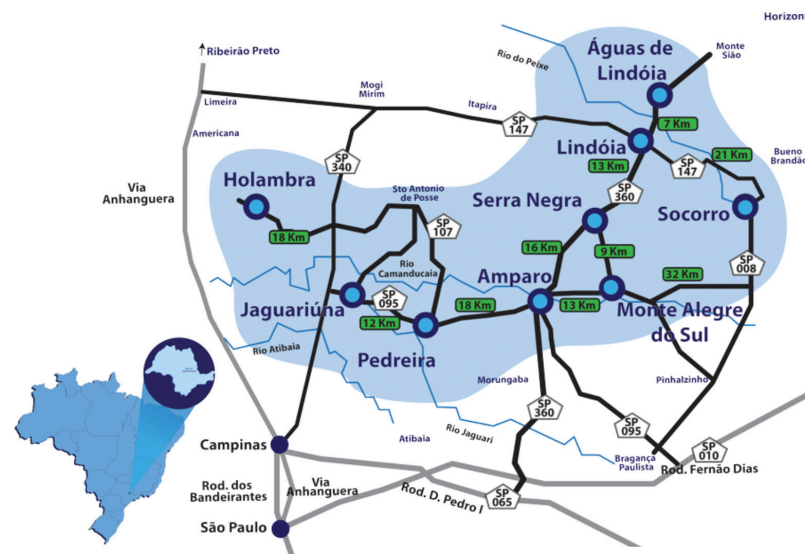 Horizont
Ribeirão Preto
Águas de
Lindóia
Monte
Sião
Rio do Peixe
Limeira
Mogi
Mirim
Itapira
SP
147
7 Km
Americana
Lindóia
13 Km
SP
147
21 Km
Bueno
Brandão
SP
340
Via
Anhanguera
Holambra
Sto Antonio
de Posse
SP
360
Serra Negra
Socorro
18 Km
SP
107
16 Km
9 Km
SP
008
Rio
Camanducaia
Amparo
32 Km
Jaguariúna
SP
095
18 Km
13 Km
Monte Alegre
do Sul
12 Km
Pedreira
Rio Atibaia
Morungaba
Pinhalzinho
SP
360
SP
095
Rio Jaguari
Atibaia
Campinas
SP
010
Bragança
Paulista
Rod. Fernão Dias
Rod. dos
Bandeirantes
Via
Anhanguera
Rod. D. Pedro I
SP
065
São Paulo